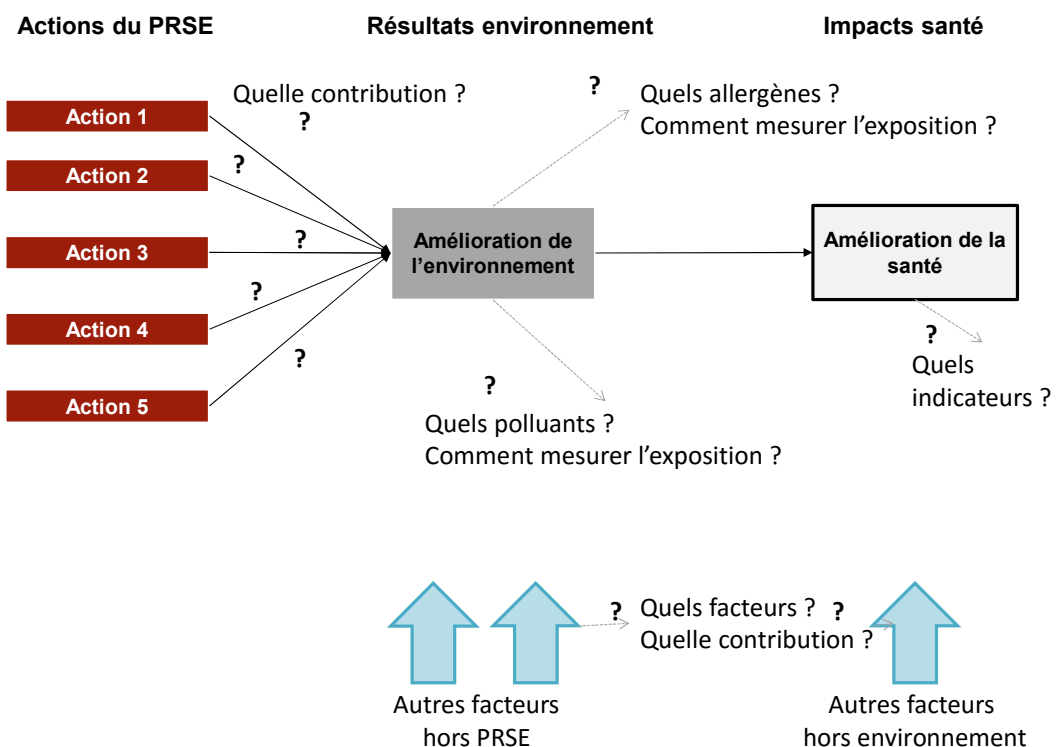 Actions du PRSE
Résultats environnement
Impacts santé
Quelle contribution ?
?
?
?
?
?
Action 1
Action 2
Action 3
Action 4
Action 5
?
Quels allergènes ?
Comment mesurer l'exposition ?
Amélioration de
l'environnement
Amélioration de la
santé
?
Quels
indicateurs ?
?
Quels polluants ?
Comment mesurer l'exposition ?
?
Quels facteurs ?
?
Quelle contribution ?
Autres facteurs
hors PRSE
Autres facteurs
hors environnement